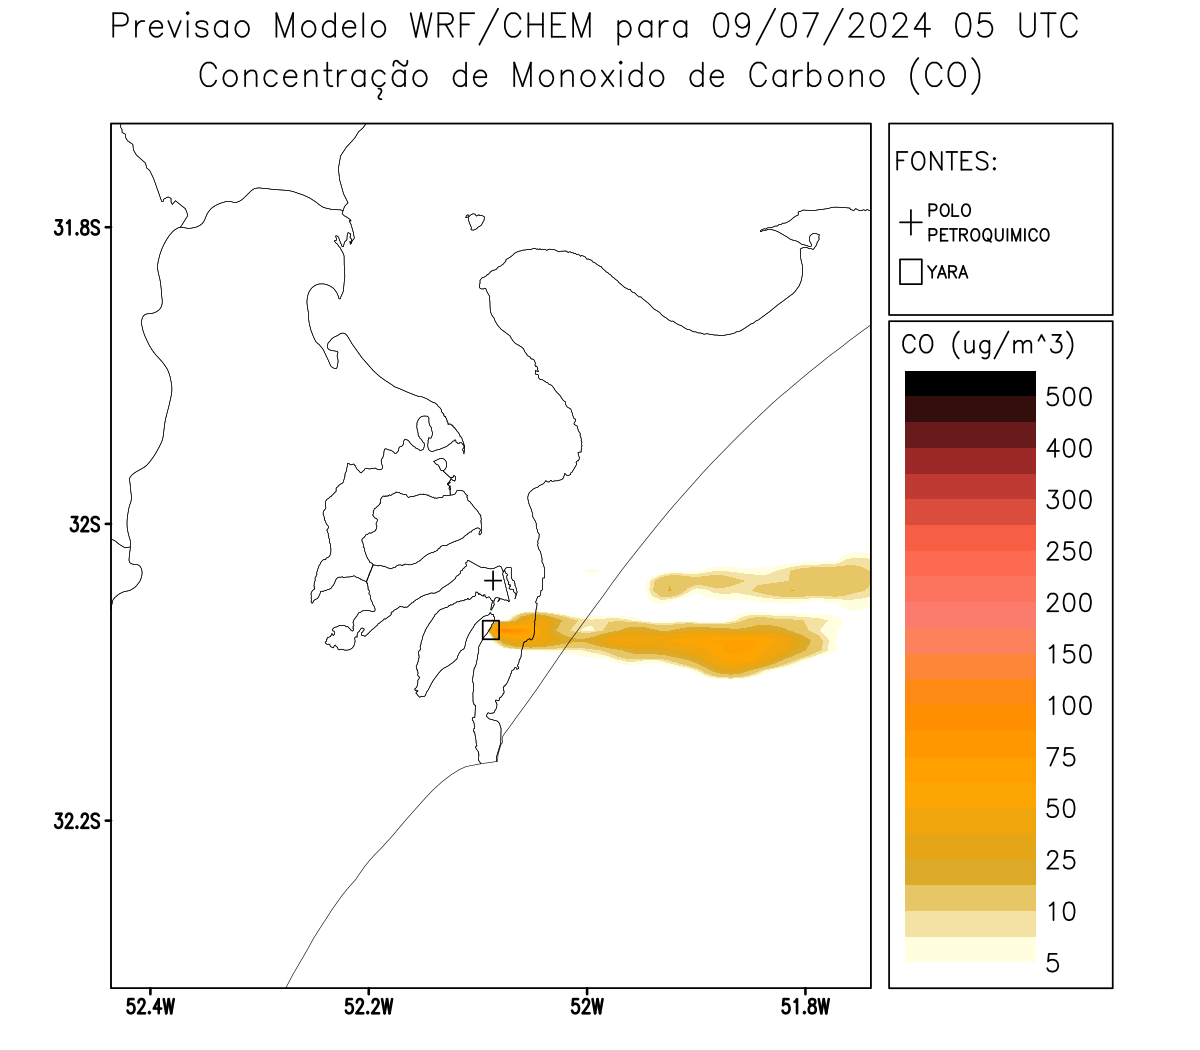 Previsao Modelo WRF/CHEM para 09/07/2024 05 UTC
Concentração de Monoxido de Carbono (CO)
FONTES:
POLO
PETROQUIMICO
YARA
CO (ug/m^3)
500
400
300
250
200
150
100
75
50
25
10
5
31.8S
32S
32.2S
52.4W
52.2W
52W
51.8W